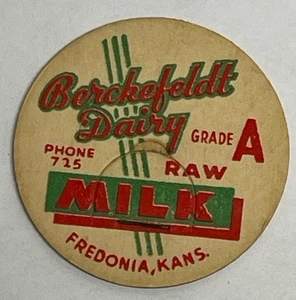 Berckefeldt
Dairy
GRADE A
PHONE
725
RAW
MILK
FREDONIA, KANS.